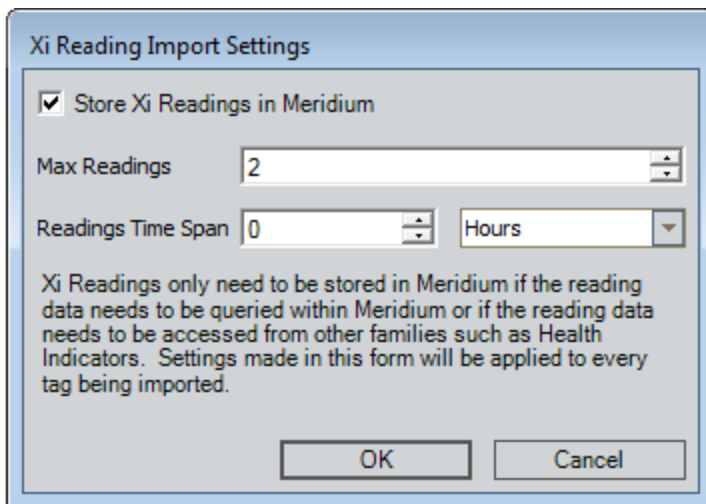 Xi Reading Import Settings
Store Xi Readings in Meridium
Max Readings 2
Readings Time Span 0 Hours
Xi Readings only need to be stored in Meridium if the reading
data needs to be queried within Meridium or if the reading data
needs to be accessed from other families such as Health
Indicators.  Settings made in this form will be applied to every
tag being imported.
OK Cancel